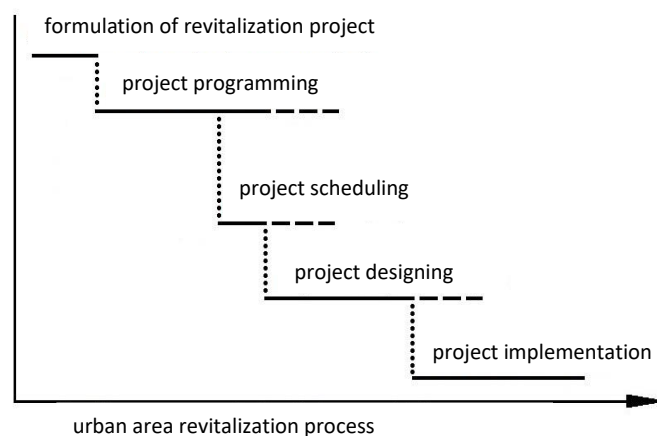 formulation of revitalization project
project programming
project scheduling
project designing
project implementation
urban area revitalization process